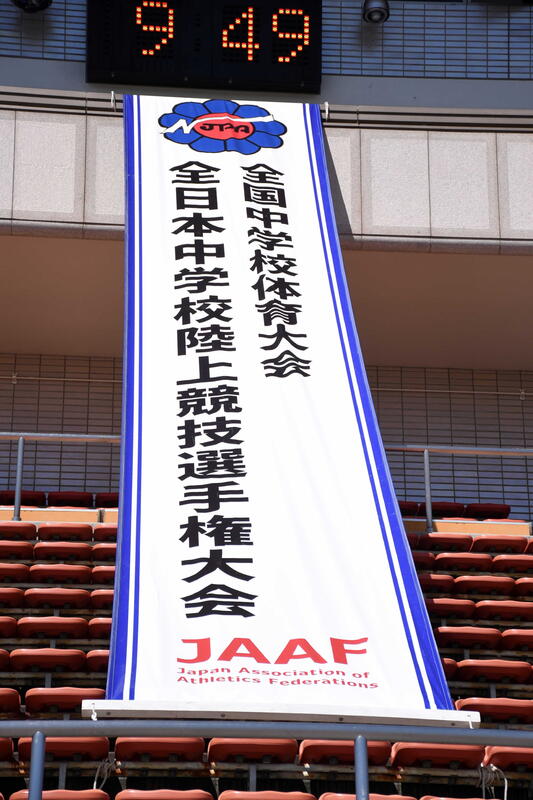 9 49
NJPA
全国中学校体育大会
全日本中学校陸上競技選手権大会
JAAF
Japan Association of
Athletics Federations